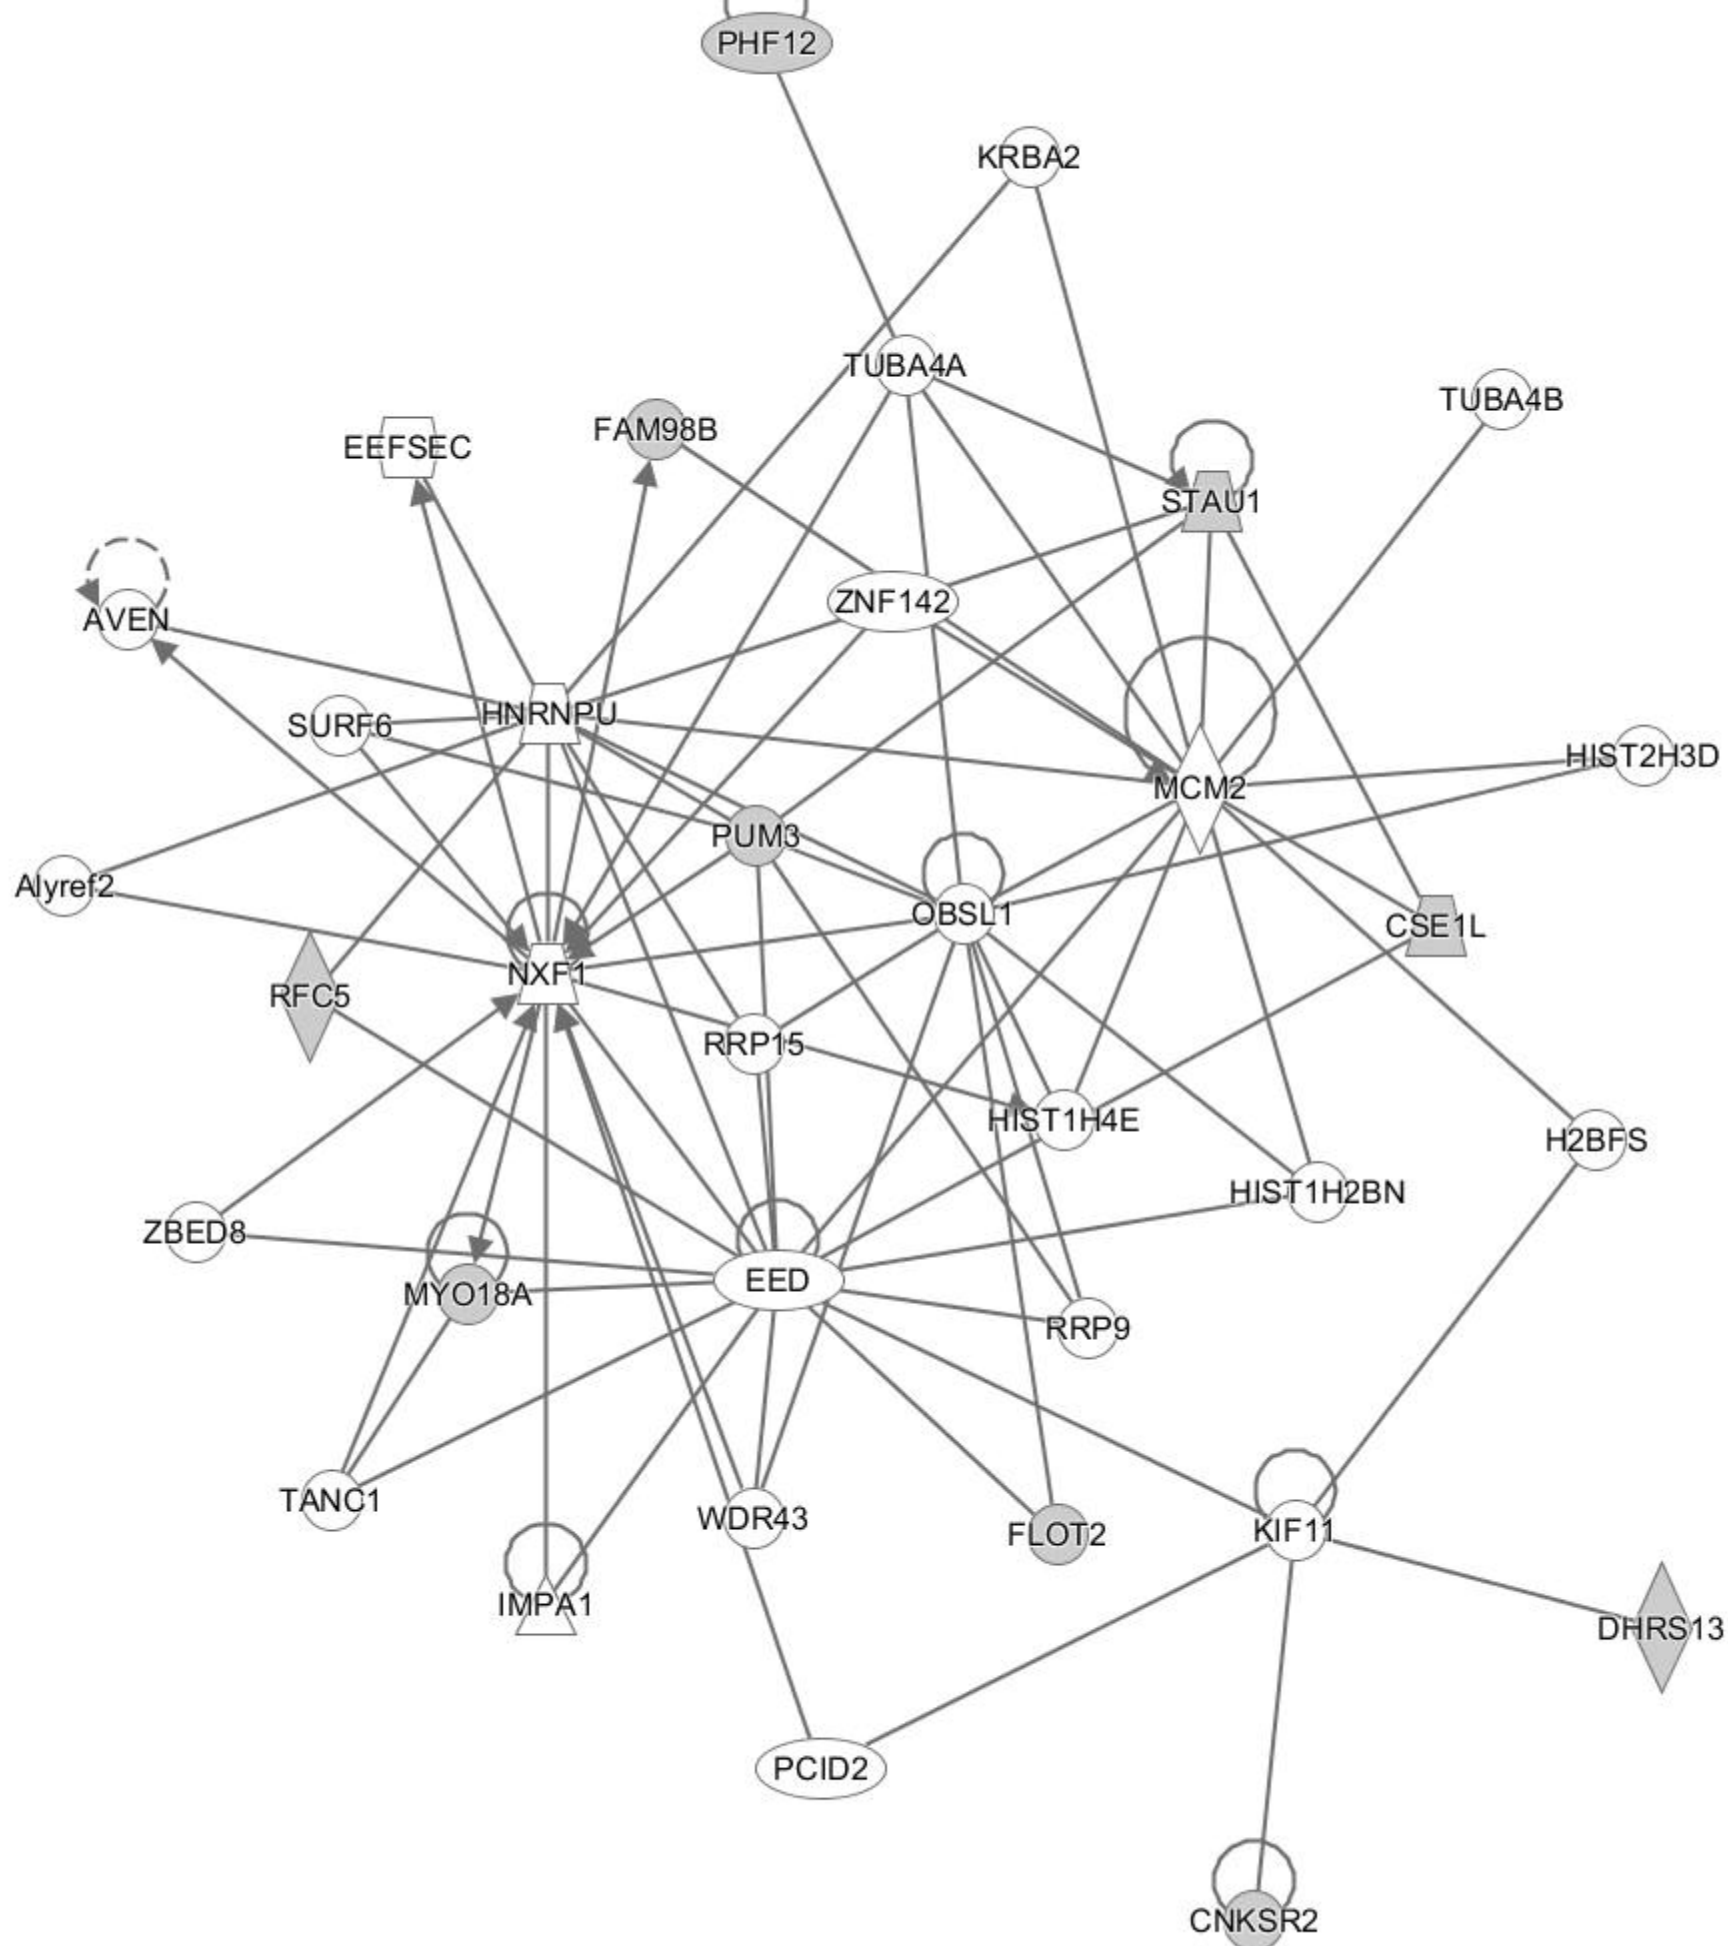 PHF12
KRBA2
TUBA4A
TUBA4B
FAM98B
EEFSEC
STAU1
ZNF142
AVEN
HNRNPU
SURF6
HIST2H3D
MCM2
PUM3
Alyref2
OBSL1
CSE1L
NXF1
RFC5
RRP15
HIST1H4E
H2BFS
HIST1H2BN
ZBED8
EED
MYO18A
RRP9
TANC1
WDR43
KIF11
FLOT2
IMPA1
DHRS13
PCID2
CNKSR2